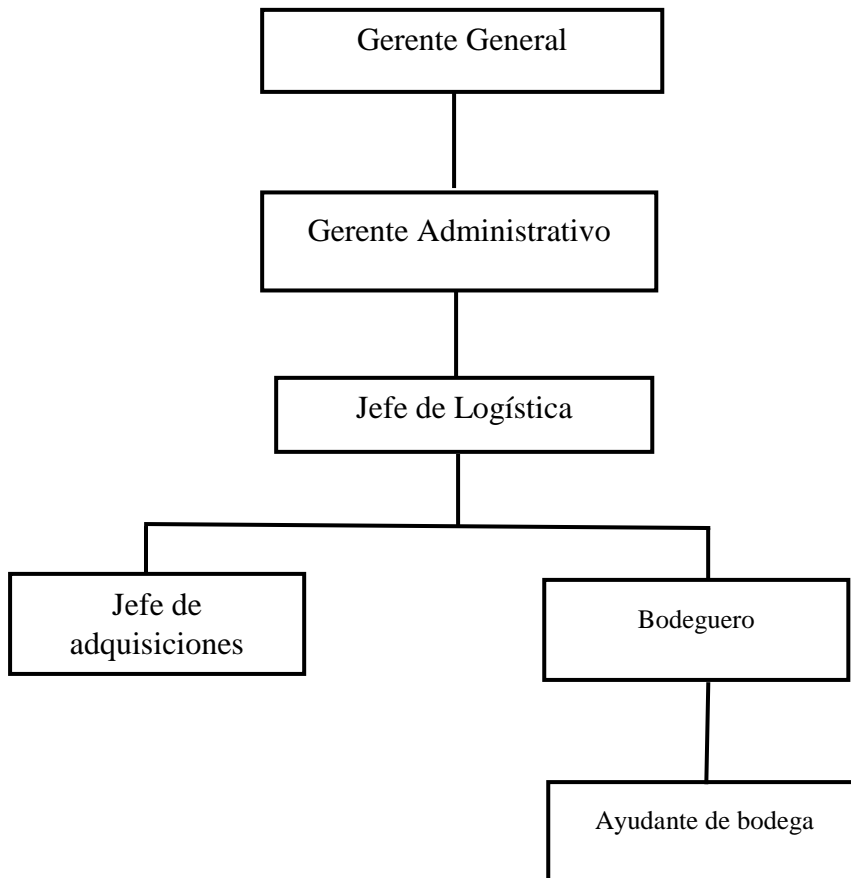 Gerente General
Gerente Administrativo
Jefe de Logística
Jefe de
adquisiciones
Bodeguero
Ayudante de bodega